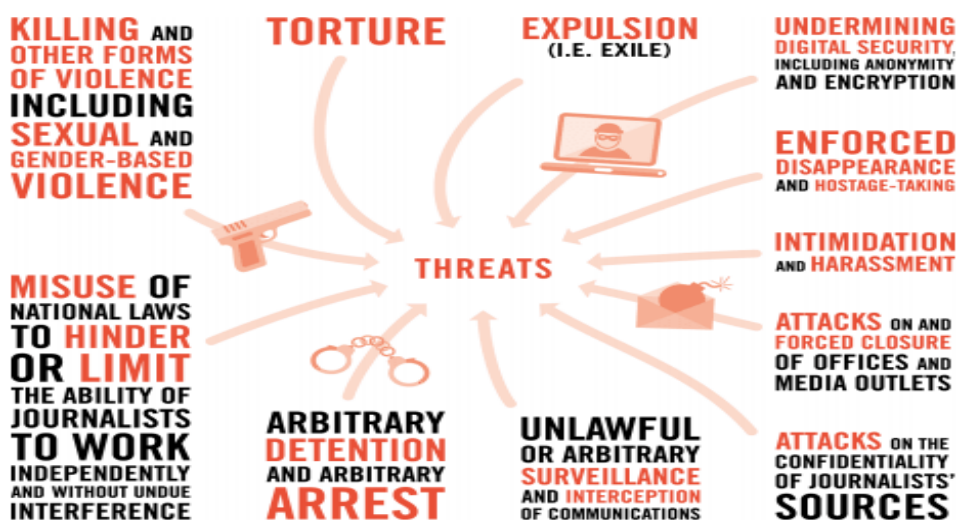 KILLING AND
OTHER FORMS
OF VIOLENCE
INCLUDING
SEXUAL AND
GENDER-BASED
VIOLENCE
TORTURE
EXPULSION
(I.E. EXILE)
UNDERMINING
DIGITAL SECURITY,
INCLUDING ANONYMITY
AND ENCRYPTION
ENFORCED
DISAPPEARANCE
AND HOSTAGE-TAKING
INTIMIDATION
AND HARASSMENT
THREATS
MISUSE OF
NATIONAL LAWS
TO HINDER
OR LIMIT
THE ABILITY OF
JOURNALISTS
TO WORK
INDEPENDENTLY
AND WITHOUT UNDUE
INTERFERENCE
ARBITRARY
DETENTION
AND ARBITRARY
ARREST
UNLAWFUL
OR ARBITRARY
SURVEILLANCE
AND INTERCEPTION
OF COMMUNICATIONS
ATTACKS ON AND
FORCED CLOSURE
OF OFFICES AND
MEDIA OUTLETS
ATTACKS ON THE
CONFIDENTIALITY
OF JOURNALISTS'
SOURCES